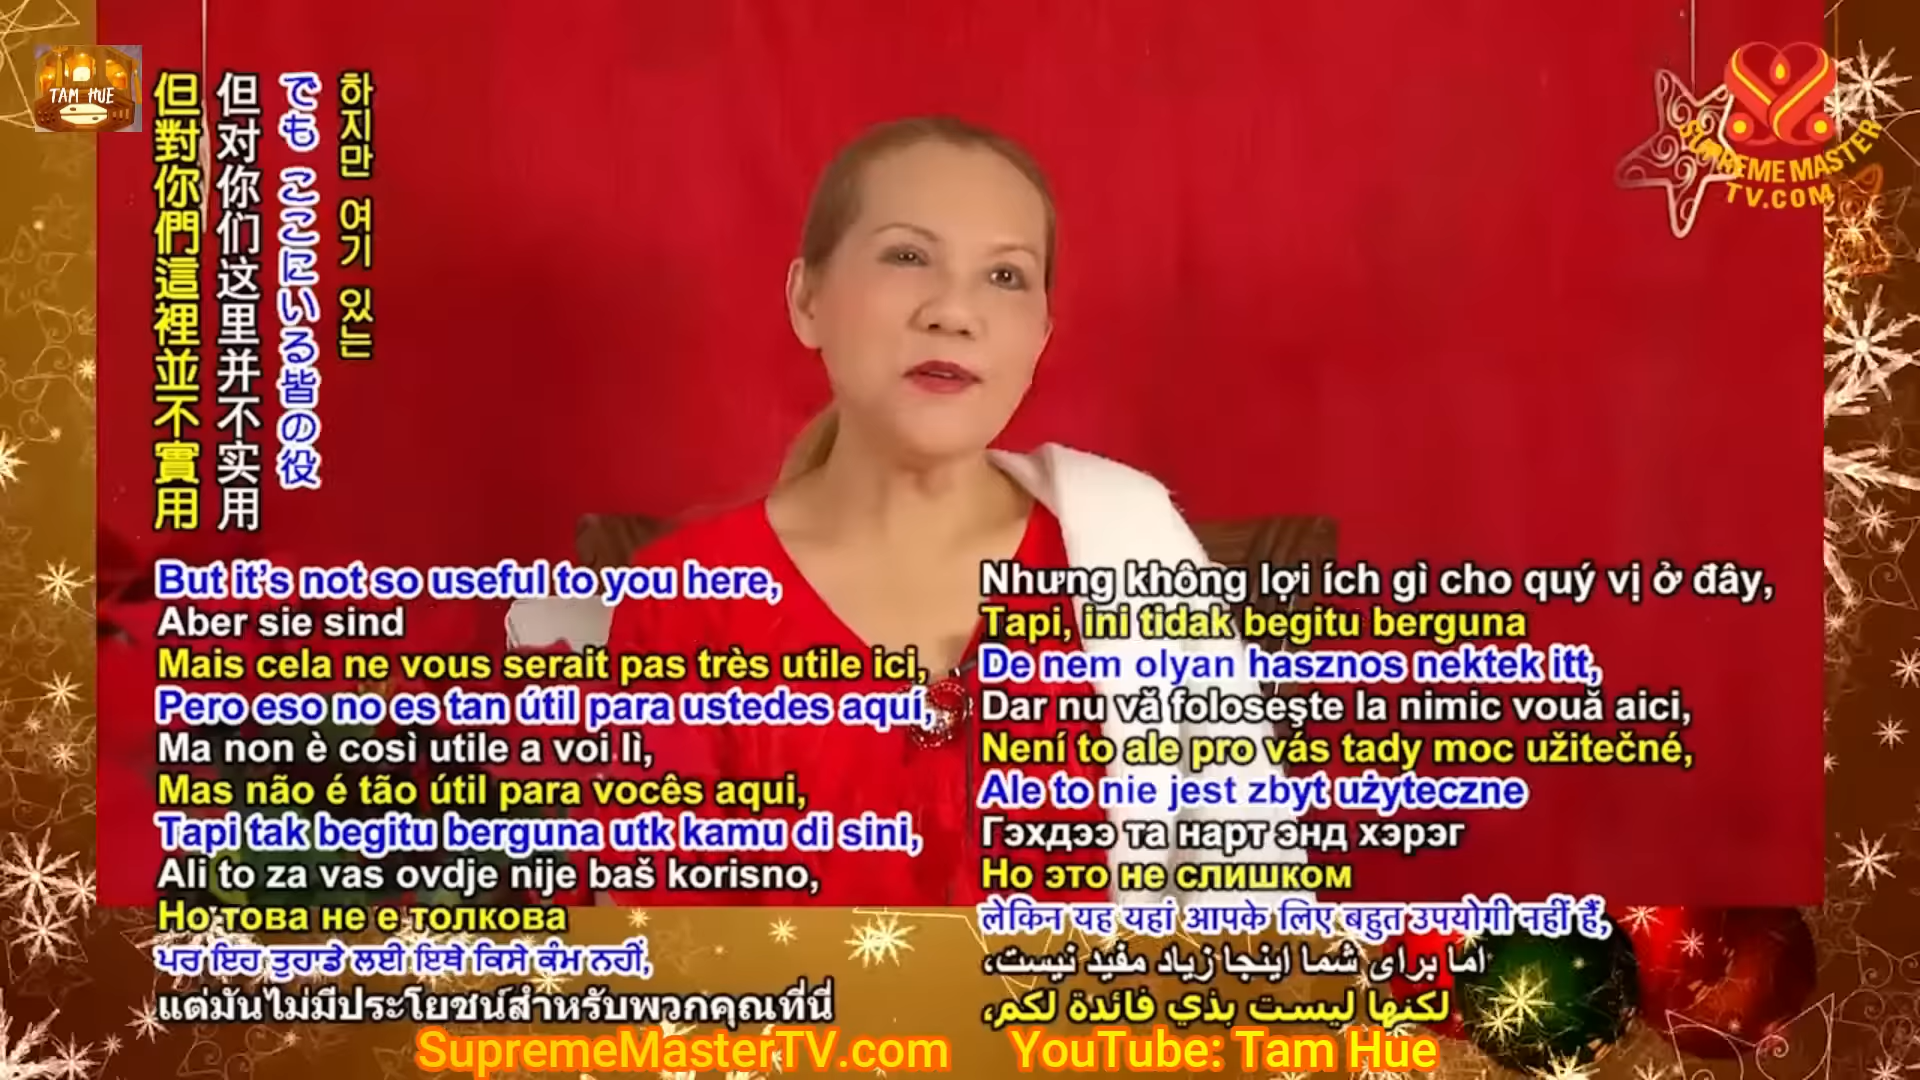 TAM HUE
但對你們這裡並不實用
但对你们这里并不实用
でも ここにいる皆の役
하지만 여기 있는
SUPREME MASTER
TV.COM
But it's not so useful to you here,
Aber sie sind
Mais cela ne vous serait pas très utile ici,
Pero eso no es tan útil para ustedes aquí,
Ma non è così utile a voi lì,
Mas não é tão útil para vocês aqui,
Tapi tak begitu berguna utk kamu di sini,
Ali to za vas ovdje nije baš korisno,
Но това не е толкова
ਪਰ ਇਹ ਤੁਹਾਡੇ ਲਈ ਇਥੇ ਕਿਸੇ ਕੰਮ ਨਹੀਂ,
แต่มันไม่มีประโยชน์สำหรับพวกคุณที่นี่
Nhưng không lợi ích gì cho quý vị ở đây,
Tapi, ini tidak begitu berguna
De nem olyan hasznos nektek itt,
Dar nu vă foloseşte la nimic vouă aici,
Není to ale pro vás tady moc užitečné,
Ale to nie jest zbyt użyteczne
Гэхдээ та нарт энд хэрэг
Но это не слишком
लेकिन यह यहां आपके लिए बहुत उपयोगी नहीं हैं,
اما برای شما اینجا زیاد مفید نیست،
لكنها ليست بذي فائدة لكم،
SupremeMasterTV.com YouTube: Tam Hue